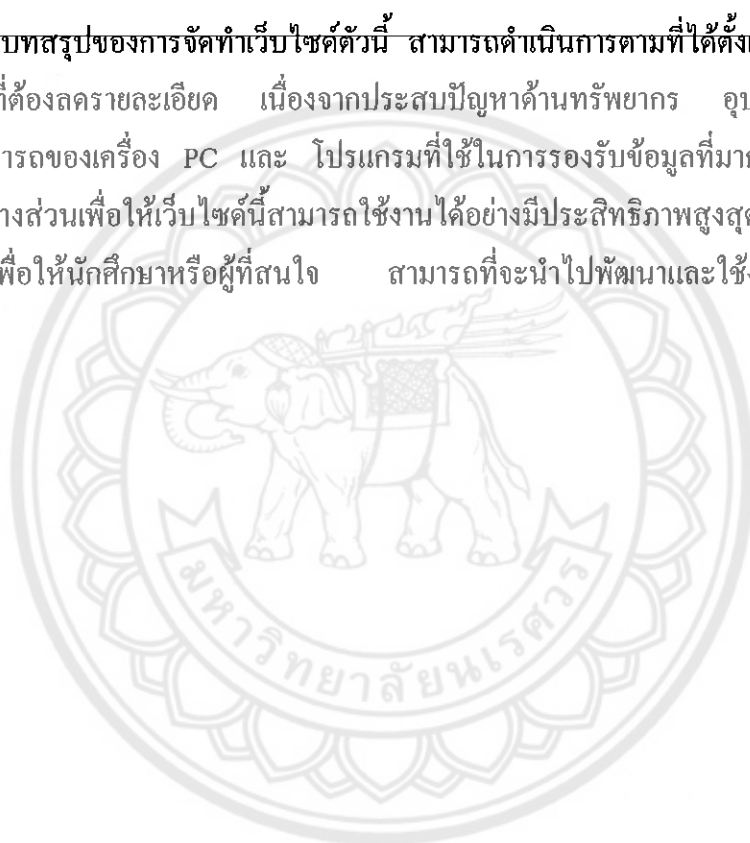 บทสรุปของการจัดทำเว็บไซค์ตัวนี้ สามารถดำเนินการตามที่ได้ตั้ง
ที่ต้องลดรายละเอียด เนื่องจากประสบปัญหาด้านทรัพยากร
ารถของเครื่อง PC และ โปรแกรมที่ใช้ในการรองรับข้อมูลที่มา
างส่วนเพื่อให้เว็บไซค์นี้สามารถใช้งานได้อย่างมีประสิทธิภาพสูงสุด
เพื่อให้นักศึกษาหรือผู้ที่สนใจ สามารถที่จะนำไปพัฒนาและใช้
มหาวิทยาลัยนเรศวร